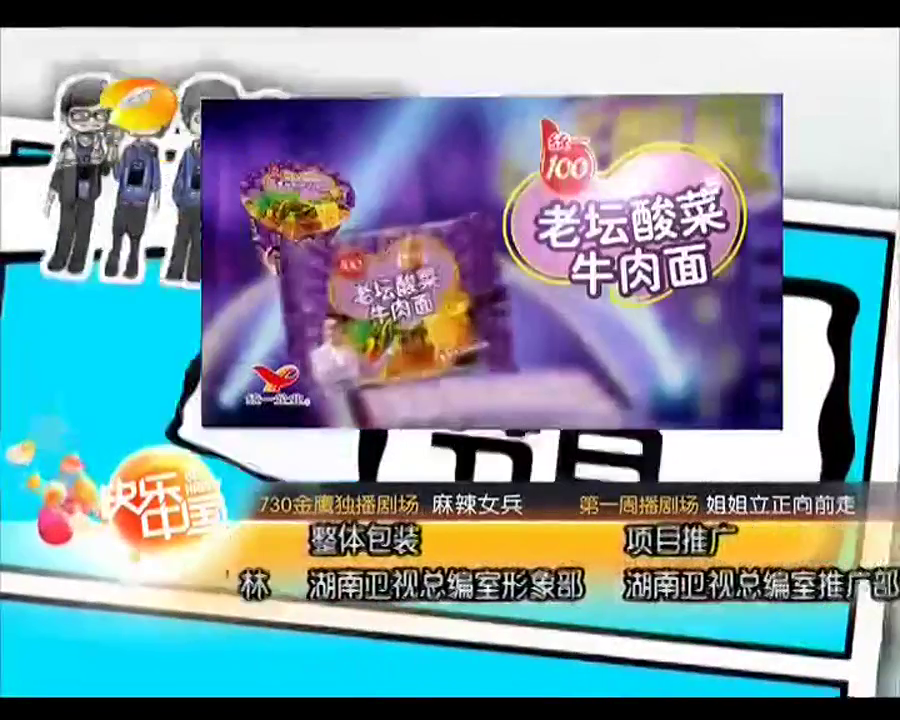 统一
100
老坛酸菜
牛肉面
老坛酸菜
牛肉面
统一企业
快乐
中国
730金鹰独播剧场 麻辣女兵 第一周播剧场 姐姐立正向前走
整体包装 项目推广
林 湖南卫视总编室形象部 湖南卫视总编室推广部